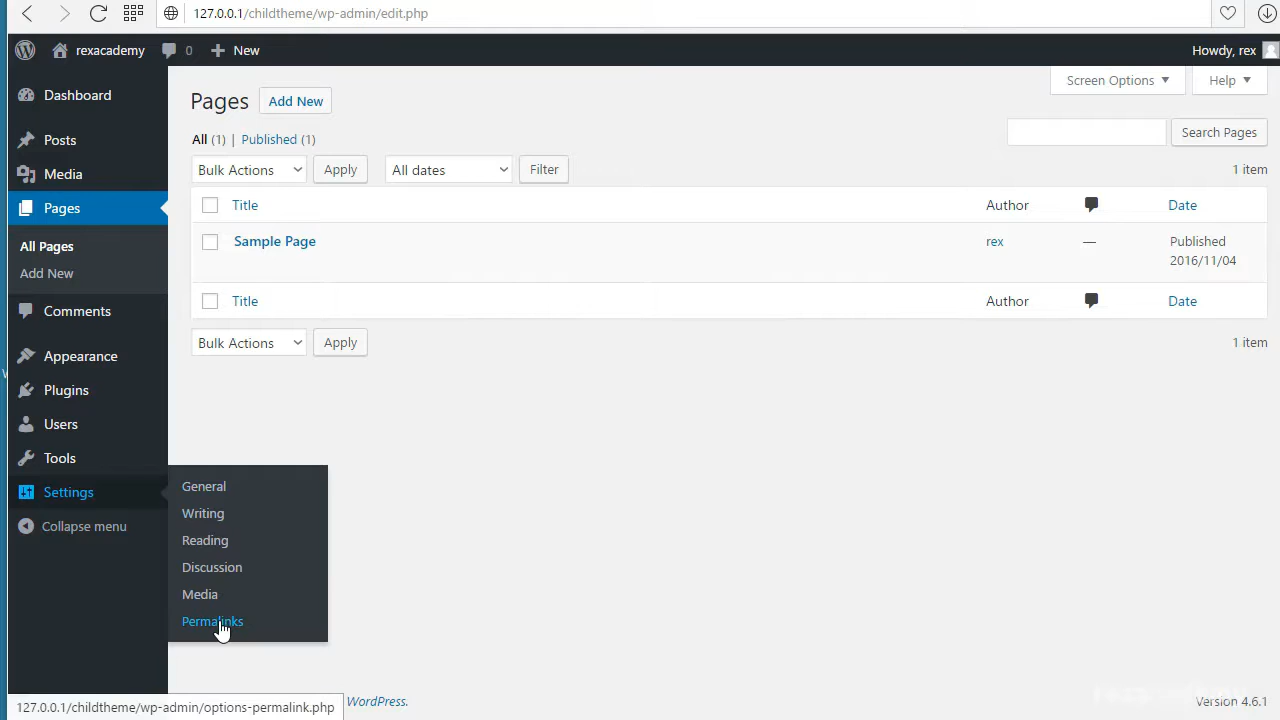 127.0.0.1/childtheme/wp-admin/edit.php
rexacademy 0 New Howdy, rex
Screen Options Help
Dashboard
Posts
Media
Pages
All Pages
Add New
Comments
Appearance
Plugins
Users
Tools
Settings
Collapse menu
Pages Add New
All (1) | Published (1)
Search Pages
Bulk Actions Apply All dates Filter 1 item
Title Author Date
Sample Page rex — Published
2016/11/04
Title Author Date
Bulk Actions Apply 1 item
General
Writing
Reading
Discussion
Media
Permalinks
127.0.0.1/childtheme/wp-admin/options-permalink.php
WordPress.
Version 4.6.1